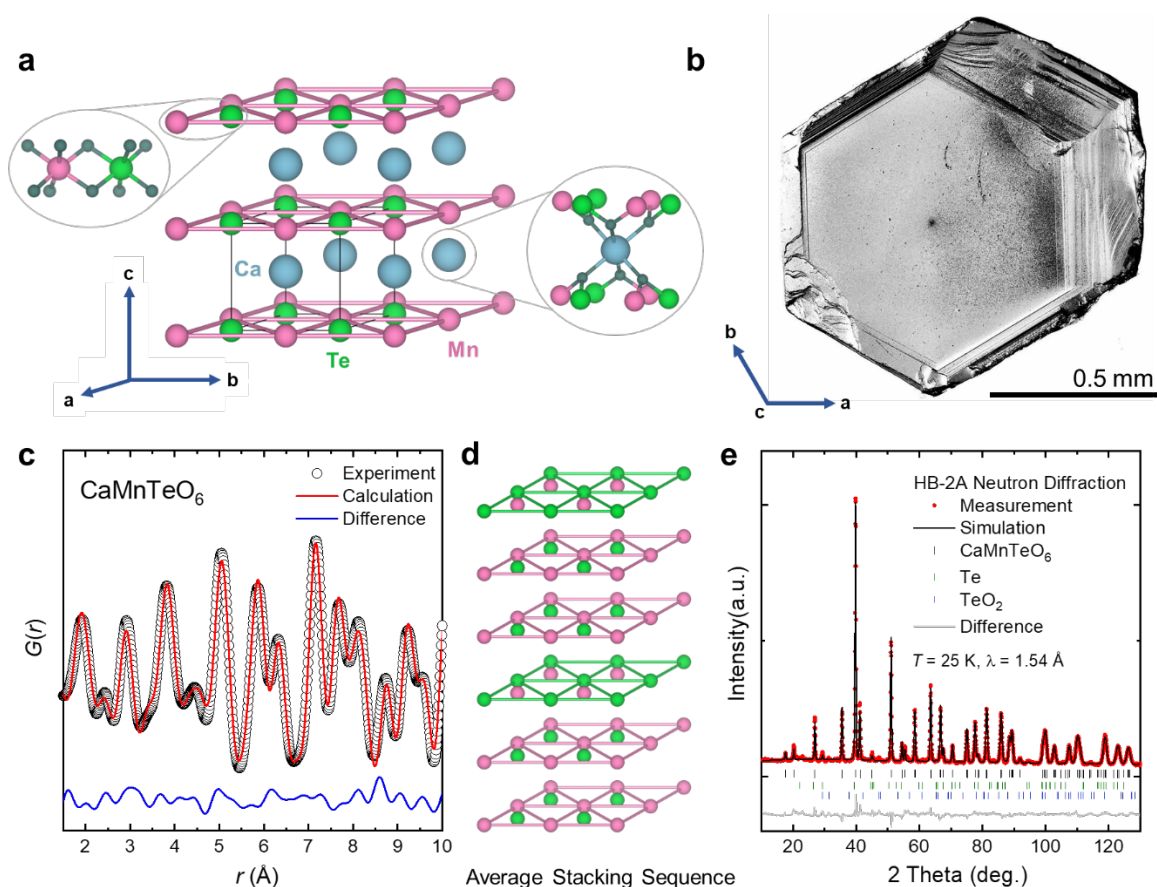 a
Ca
Te
Mn
c
a
b
b
b
c
a
0.5 mm
c
CaMnTeO₆
Experiment
Calculation
Difference
G(r)
2 3 4 5 6 7 8 9 10
r (Å)
d
Average Stacking Sequence
e
HB-2A Neutron Diffraction
Measurement
Simulation
CaMnTeO₆
Te
TeO₂
Difference
T = 25 K, λ = 1.54 Å
Intensity(a.u.)
20 40 60 80 100 120
2 Theta (deg.)